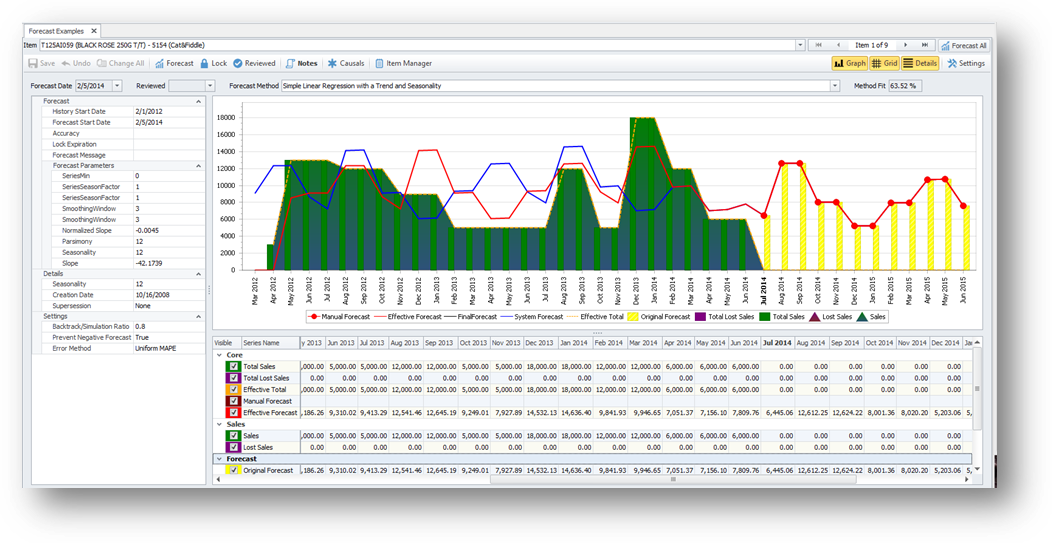 Forecast Examples
Item T125AI059 (BLACK ROSE 250G T/T) - 5154 (Cat&Fiddle) Item 1 of 9 Forecast All
Save Undo Change All Forecast Lock Reviewed Notes Causals Item Manager Graph Grid Details Settings
Forecast Date 2/5/2014 Reviewed Forecast Method Simple Linear Regression with a Trend and Seasonality Method Fit 63.52 %
Forecast
History Start Date 2/1/2012
Forecast Start Date 2/5/2014
Accuracy
Lock Expiration
Forecast Message
Forecast Parameters
SeriesMin 0
SeriesSeasonFactor 1
SeriesSeasonFactor 1
SmoothingWindow 3
SmoothingWindow 3
Normalized Slope -0.0045
Parsimony 12
Seasonality 12
Slope -42.1739
Details
Seasonality 12
Creation Date 10/16/2008
Supersession None
Settings
Backtrack/Simulation Ratio 0.8
Prevent Negative Forecast True
Error Method Uniform MAPE
18000
16000
14000
12000
10000
8000
6000
4000
2000
0
Mar 2012 Apr 2012 May 2012 Jun 2012 Jul 2012 Aug 2012 Sep 2012 Oct 2012 Nov 2012 Dec 2012 Jan 2013 Feb 2013 Mar 2013 Apr 2013 May 2013 Jun 2013 Jul 2013 Aug 2013 Sep 2013 Oct 2013 Nov 2013 Dec 2013 Jan 2014 Feb 2014 Mar 2014 Apr 2014 May 2014 Jun 2014 Jul 2014 Aug 2014 Sep 2014 Oct 2014 Nov 2014 Dec 2014 Jan 2015 Feb 2015 Mar 2015 Apr 2015 May 2015 Jun 2015
Manual Forecast Effective Forecast FinalForecast System Forecast Effective Total Original Forecast Total Lost Sales Total Sales Lost Sales Sales
Visible Series Name y 2013 Jun 2013 Jul 2013 Aug 2013 Sep 2013 Oct 2013 Nov 2013 Dec 2013 Jan 2014 Feb 2014 Mar 2014 Apr 2014 May 2014 Jun 2014 Jul 2014 Aug 2014 Sep 2014 Oct 2014 Nov 2014 Dec 2014
Core
Total Sales ,000.00 5,000.00 5,000.00 12,000.00 12,000.00 5,000.00 5,000.00 18,000.00 18,000.00 12,000.00 12,000.00 6,000.00 6,000.00 6,000.00 0.00 0.00 0.00 0.00 0.00 0.00
Total Lost Sales 0.00 0.00 0.00 0.00 0.00 0.00 0.00 0.00 0.00 0.00 0.00 0.00 0.00 0.00 0.00 0.00 0.00 0.00 0.00 0.00
Effective Total ,000.00 5,000.00 5,000.00 12,000.00 12,000.00 5,000.00 5,000.00 18,000.00 18,000.00 12,000.00 12,000.00 6,000.00 6,000.00 6,000.00 0.00 0.00 0.00 0.00 0.00 0.00
Manual Forecast
Effective Forecast ,186.26 9,310.02 9,413.29 12,541.46 12,645.19 9,249.01 7,927.89 14,532.13 14,636.40 9,841.93 9,946.65 7,051.37 7,156.10 7,809.76 6,445.06 12,612.25 12,624.22 8,001.36 8,020.20 5,203.06
Sales
Sales ,000.00 5,000.00 5,000.00 12,000.00 12,000.00 5,000.00 5,000.00 18,000.00 18,000.00 12,000.00 12,000.00 6,000.00 6,000.00 6,000.00 0.00 0.00 0.00 0.00 0.00 0.00
Lost Sales 0.00 0.00 0.00 0.00 0.00 0.00 0.00 0.00 0.00 0.00 0.00 0.00 0.00 0.00 0.00 0.00 0.00 0.00 0.00 0.00
Forecast
Original Forecast ,186.26 9,310.02 9,413.29 12,541.46 12,645.19 9,249.01 7,927.89 14,532.13 14,636.40 9,841.93 9,946.65 7,051.37 7,156.10 7,809.76 6,445.06 12,612.25 12,624.22 8,001.36 8,020.20 5,203.06